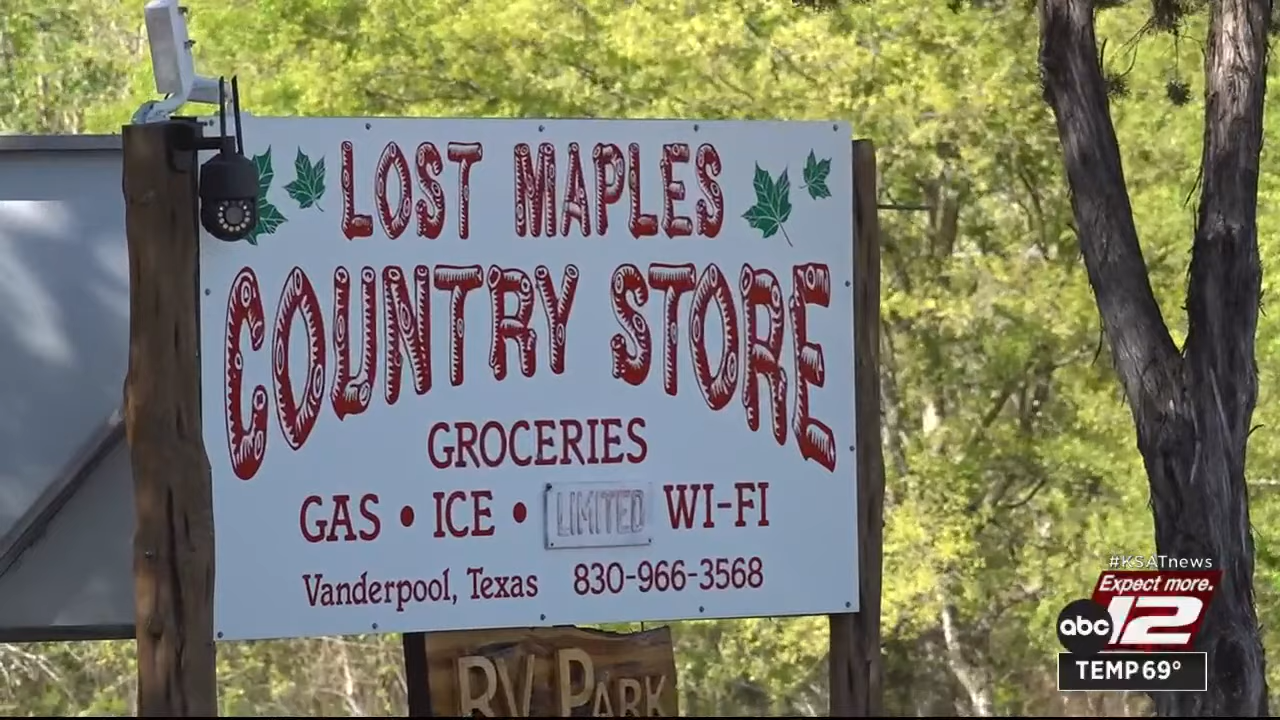 LOST MAPLES
COUNTRY STORE
GROCERIES
GAS • ICE • LIMITED WI-FI
Vanderpool, Texas 830-966-3568
RV PARK
#KSATnews
Expect more.
abc 12
TEMP 69°